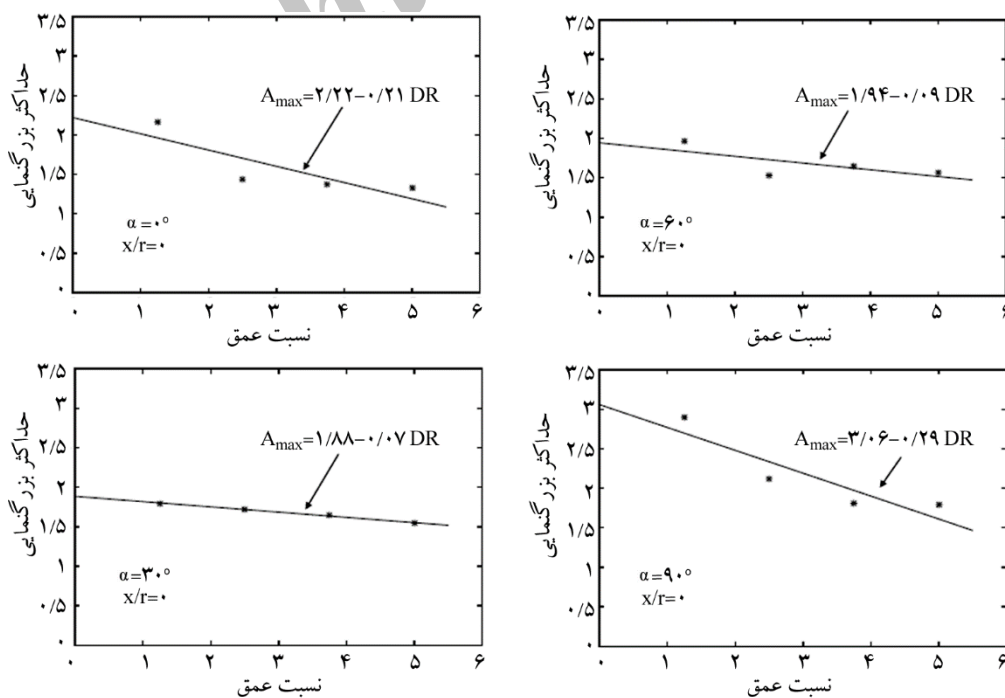 ۳/۵
۳
۲/۵
۲
۱/۵
۱
۰/۵
۰
حداکثر بزرگنمایی
A_max=۲/۲۲-۰/۲۱ DR
α =۰°
x/r=۰
۰ ۱ ۲ ۳ ۴ ۵ ۶
نسبت عمق
۳/۵
۳
۲/۵
۲
۱/۵
۱
۰/۵
۰
حداکثر بزرگنمایی
A_max=۱/۹۴-۰/۰۹ DR
α =۶۰°
x/r=۰
۰ ۱ ۲ ۳ ۴ ۵ ۶
نسبت عمق
۳/۵
۳
۲/۵
۲
۱/۵
۱
۰/۵
۰
حداکثر بزرگنمایی
A_max=۱/۸۸-۰/۰۷ DR
α=۳۰°
x/r=۰
۰ ۱ ۲ ۳ ۴ ۵ ۶
نسبت عمق
۳/۵
۳
۲/۵
۲
۱/۵
۱
۰/۵
۰
حداکثر بزرگنمایی
A_max=۳/۰۶-۰/۲۹ DR
α=۹۰°
x/r=۰
۰ ۱ ۲ ۳ ۴ ۵ ۶
نسبت عمق